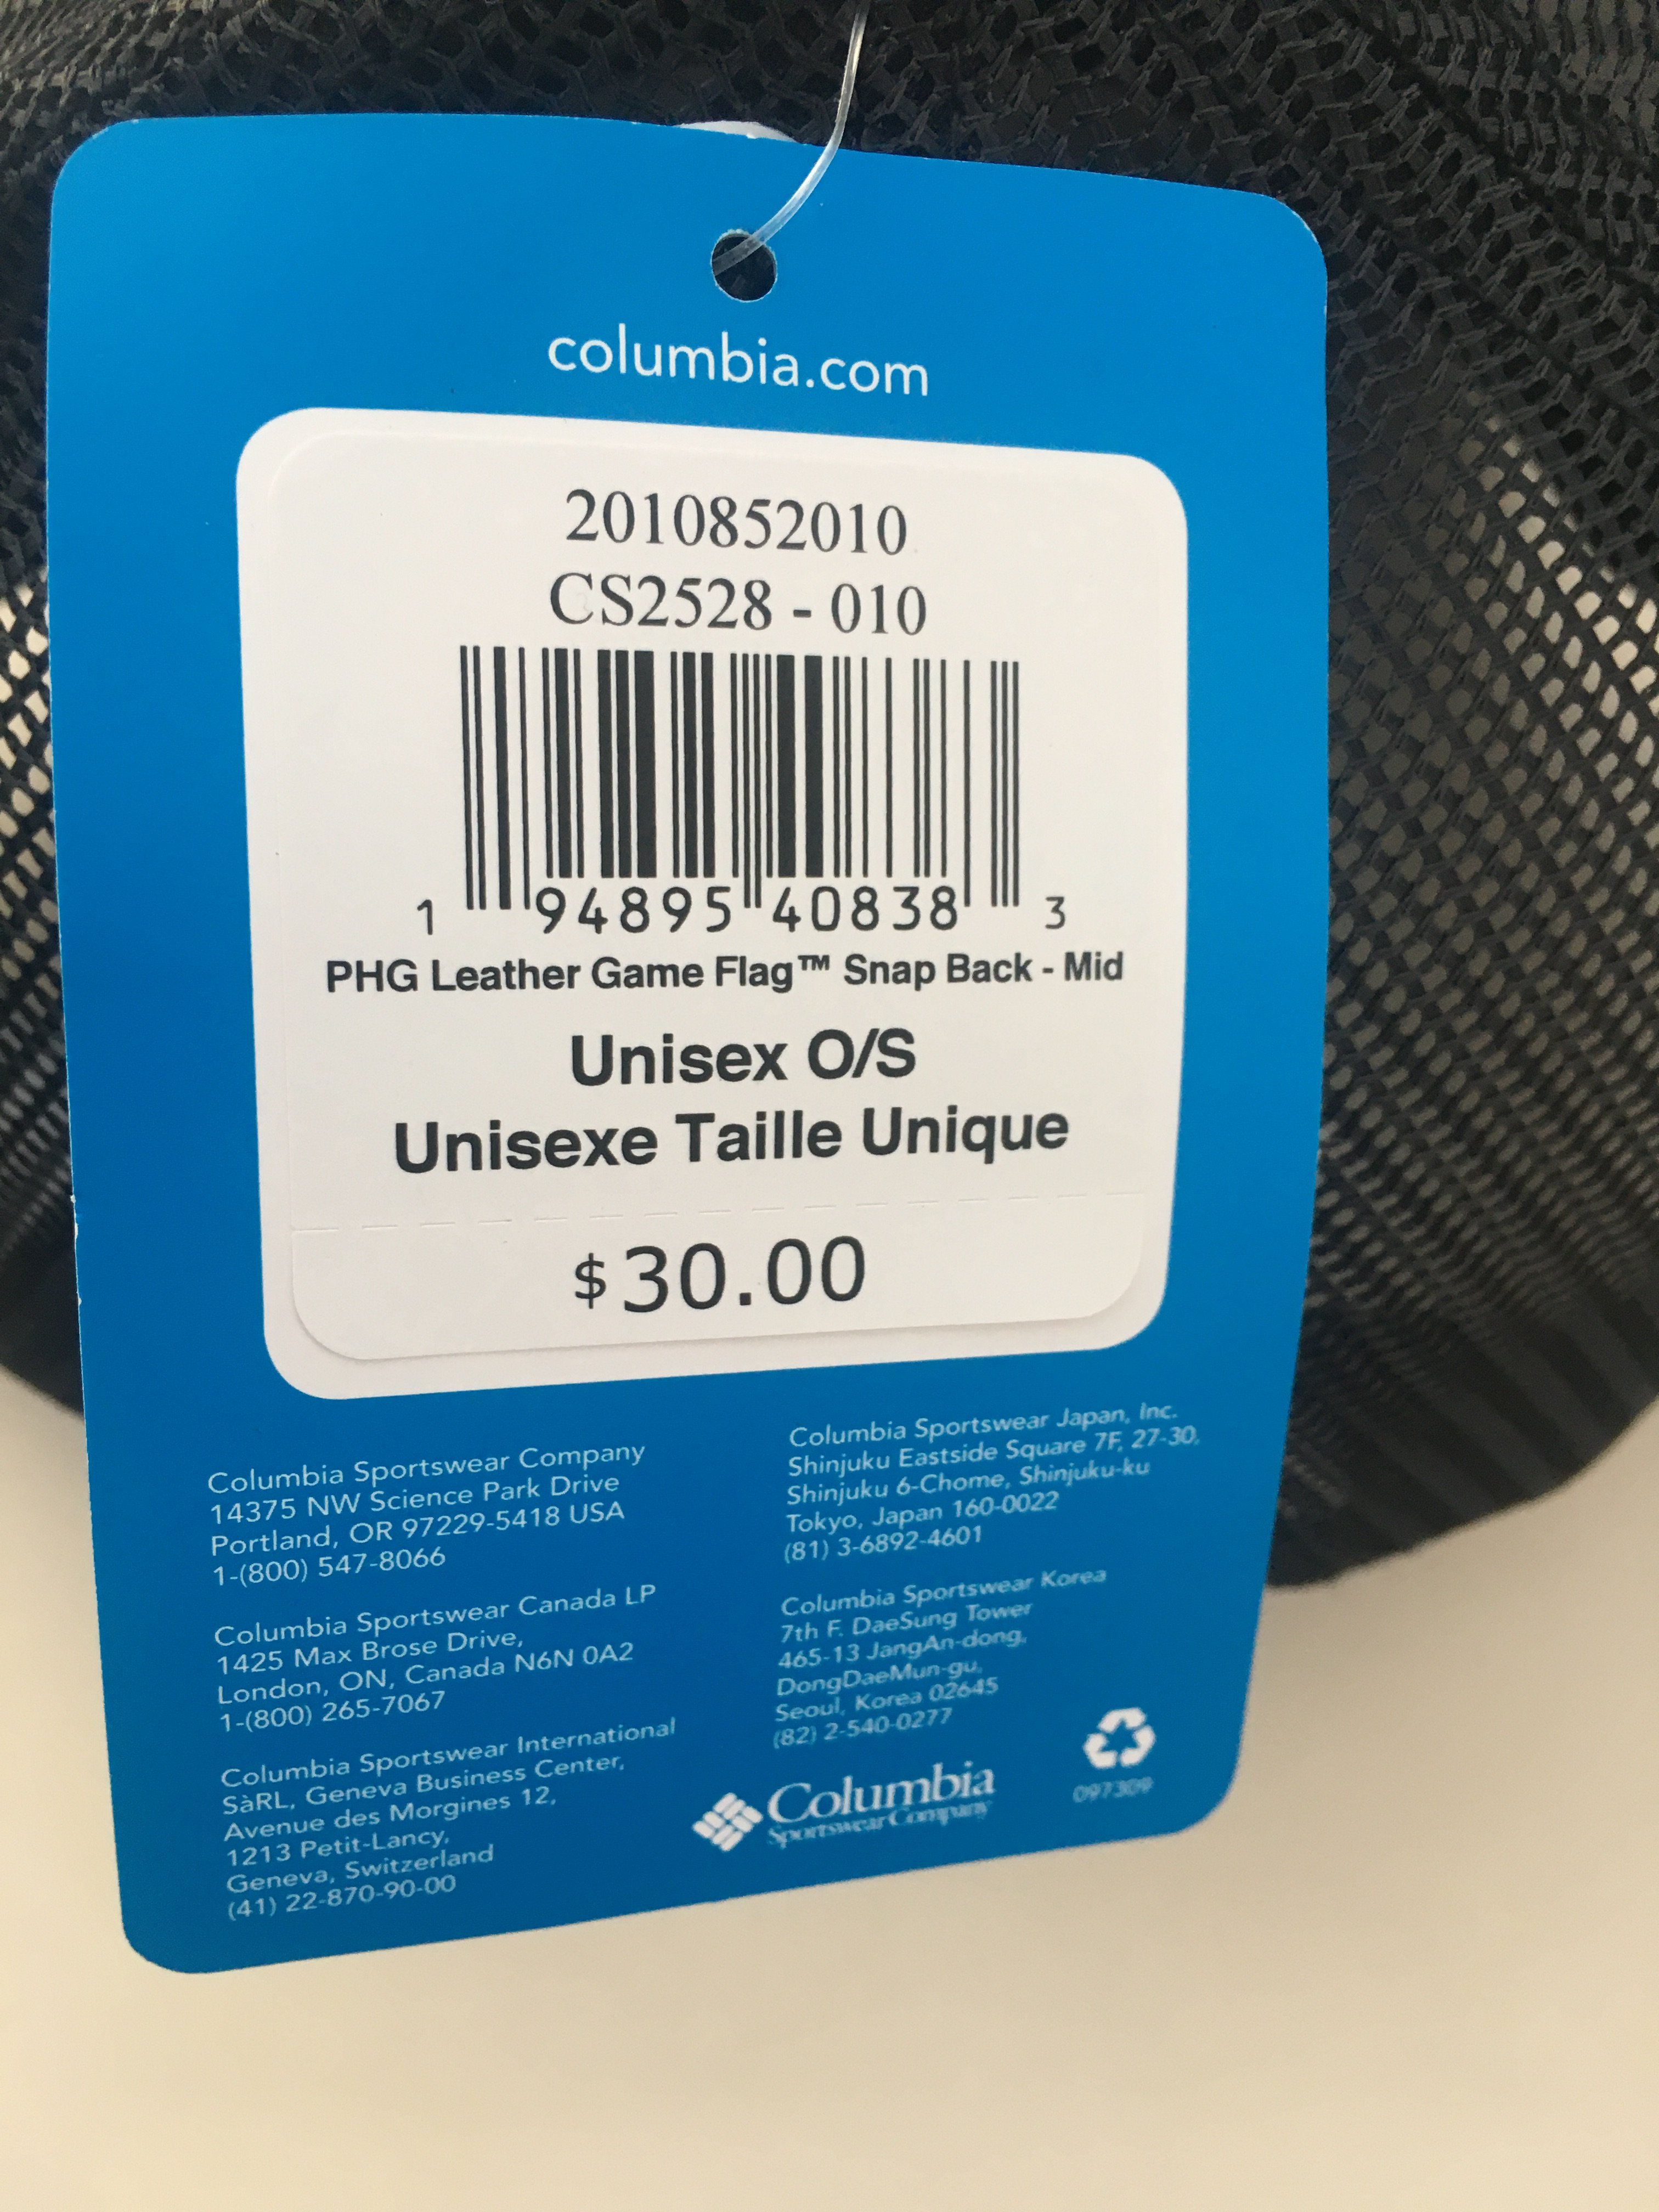 columbia.com
2010852010
CS2528 - 010
1 94895 40838 3
PHG Leather Game Flag™ Snap Back - Mid
Unisex O/S
Unisexe Taille Unique
$30.00
Columbia Sportswear Company
14375 NW Science Park Drive
Portland, OR 97229-5418 USA
1-(800) 547-8066
Columbia Sportswear Canada LP
1425 Max Brose Drive,
London, ON, Canada N6N 0A2
1-(800) 265-7067
Columbia Sportswear International
SàRL, Geneva Business Center,
Avenue des Morgines 12,
1213 Petit-Lancy,
Geneva, Switzerland
(41) 22-870-90-00
Columbia Sportswear Japan, Inc.
Shinjuku Eastside Square 7F, 27-30,
Shinjuku 6-Chome, Shinjuku-ku
Tokyo, Japan 160-0022
(81) 3-6892-4601
Columbia Sportswear Korea
7th F. DaeSung Tower
465-13 JangAn-dong,
DongDaeMun-gu,
Seoul, Korea 02645
(82) 2-540-0277
Columbia
Sportswear Company
097309